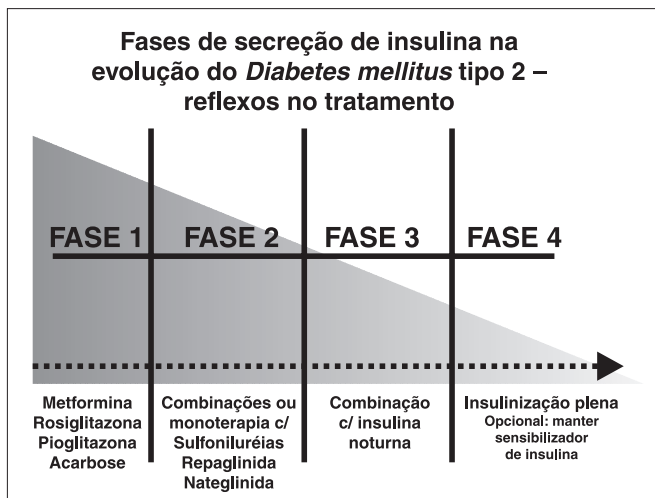 Fases de secreção de insulina na
evolução do Diabetes mellitus tipo 2 –
reflexos no tratamento
FASE 1
FASE 2
FASE 3
FASE 4
Metformina
Rosiglitazona
Pioglitazona
Acarbose
Combinações ou
monoterapia c/
Sulfoniluréias
Repaglinida
Nateglinida
Combinação
c/ insulina
noturna
Insulinização plena
Opcional: manter
sensibilizador
de insulina